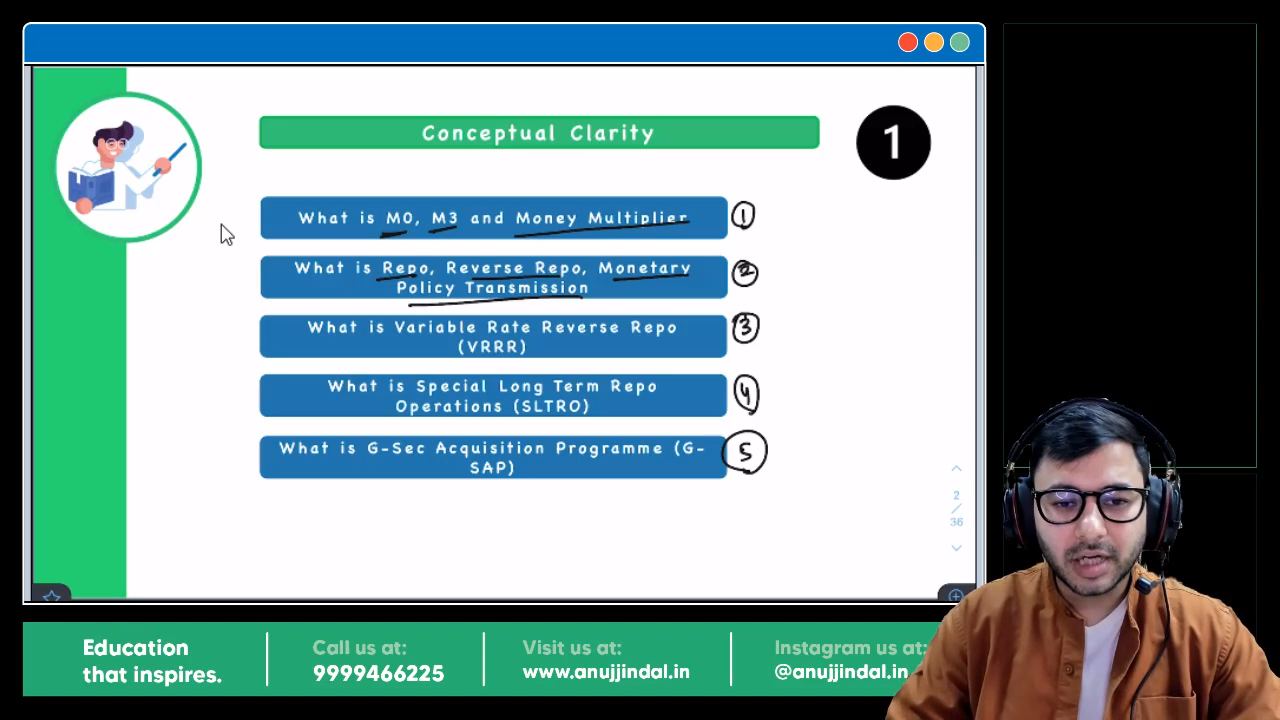 Conceptual Clarity
1
What is M0, M3 and Money Multiplier
1
What is Repo, Reverse Repo, Monetary
Policy Transmission
2
What is Variable Rate Reverse Repo
(VRRR)
3
What is Special Long Term Repo
Operations (SLTRO)
4
What is G-Sec Acquisition Programme (G-
SAP)
5
2
/
36
Education
that inspires.
Call us at:
9999466225
Visit us at:
www.anujjindal.in
Instagram us at:
@anujjindal.in